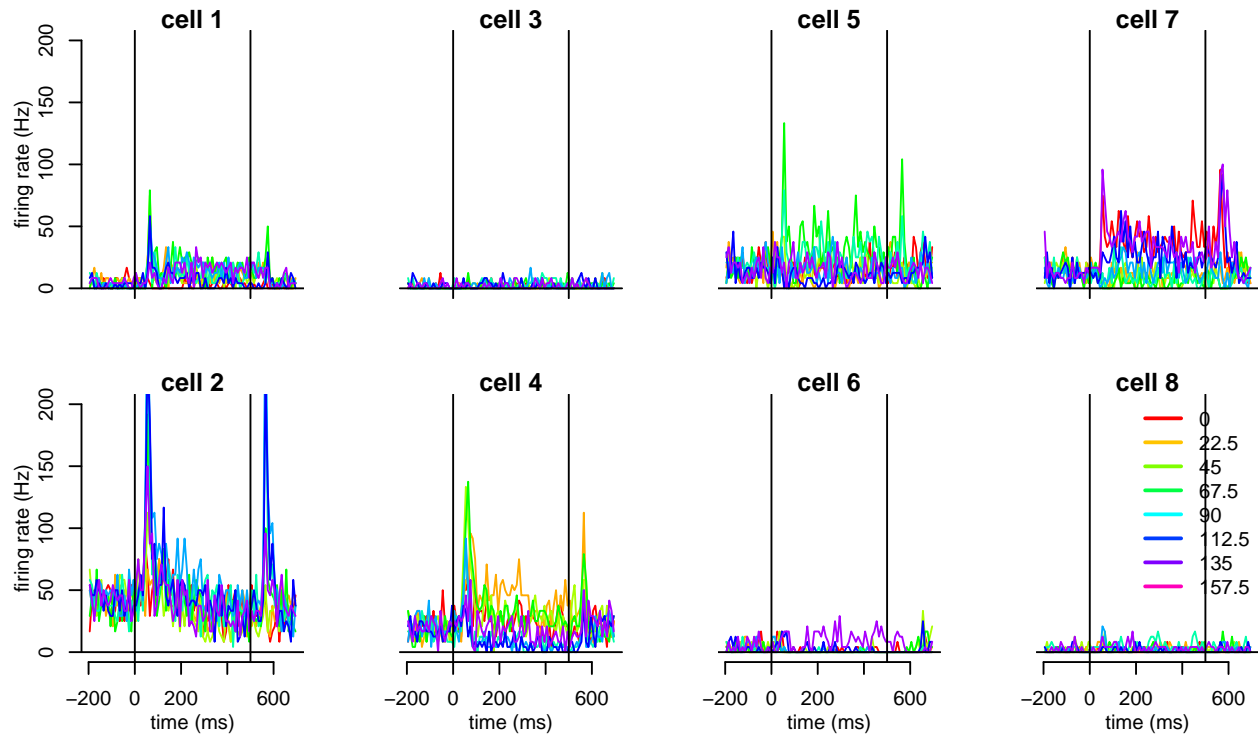 cell 1
cell 3
cell 5
cell 7
firing rate (Hz)
0
50
100
150
200
cell 2
cell 4
cell 6
cell 8
firing rate (Hz)
0
50
100
150
200
0
22.5
45
67.5
90
112.5
135
157.5
−200 0 200 600
−200 0 200 600
−200 0 200 600
−200 0 200 600
time (ms)
time (ms)
time (ms)
time (ms)